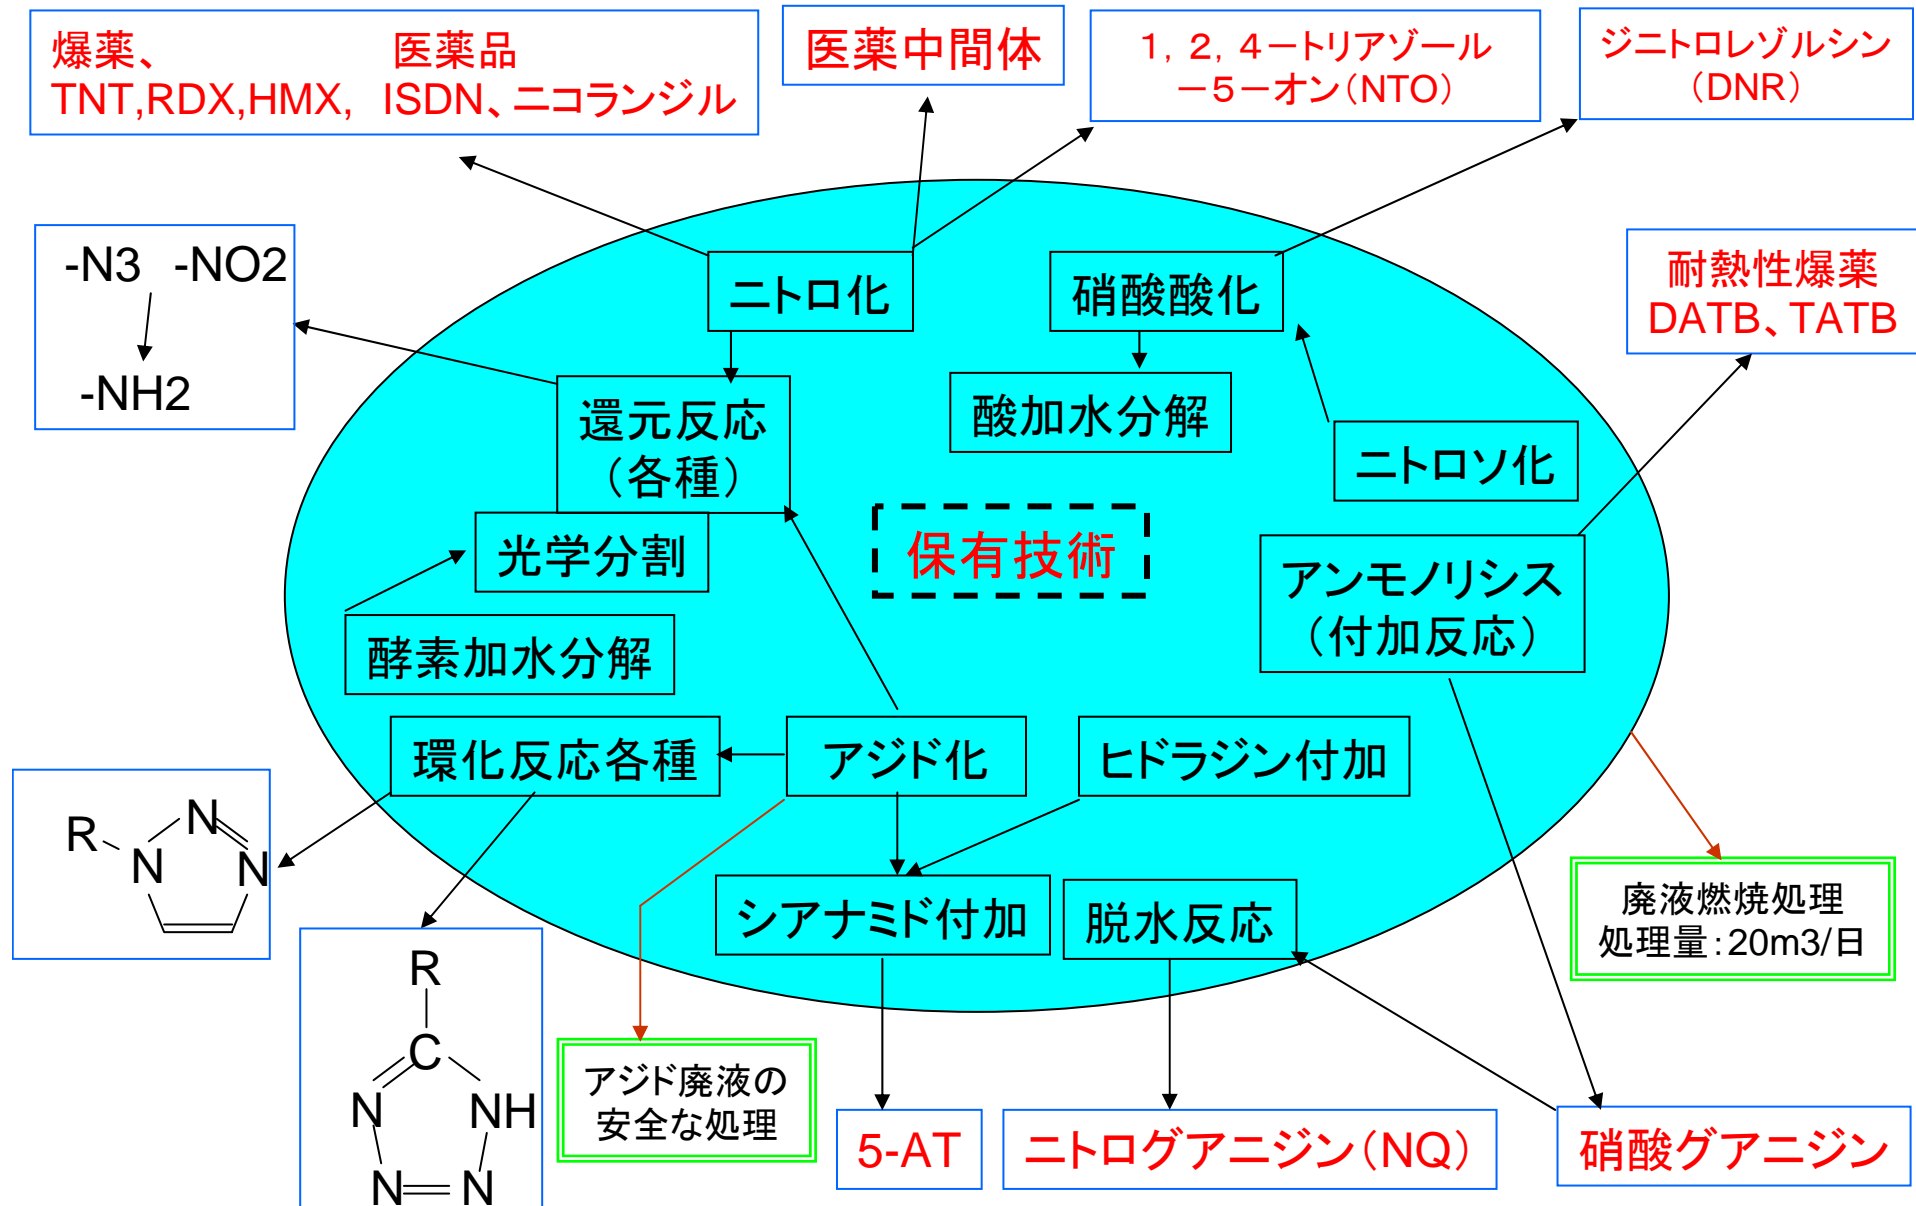 爆薬、 医薬品
TNT,RDX,HMX, ISDN、ニコランジル
医薬中間体
1，2，4－トリアゾール
－5－オン（NTO）
ジニトロレゾルシン
（DNR）
-N3 -NO2
-NH2
ニトロ化
硝酸酸化
耐熱性爆薬
DATB、TATB
還元反応
（各種）
酸加水分解
ニトロソ化
光学分割
保有技術
アンモノリシス
（付加反応）
酵素加水分解
環化反応各種
アジド化
ヒドラジン付加
R
N
N
N
シアナミド付加
脱水反応
廃液燃焼処理
処理量：20m3/日
R
C
N
NH
N
N
アジド廃液の
安全な処理
5-AT
ニトログアニジン（NQ）
硝酸グアニジン